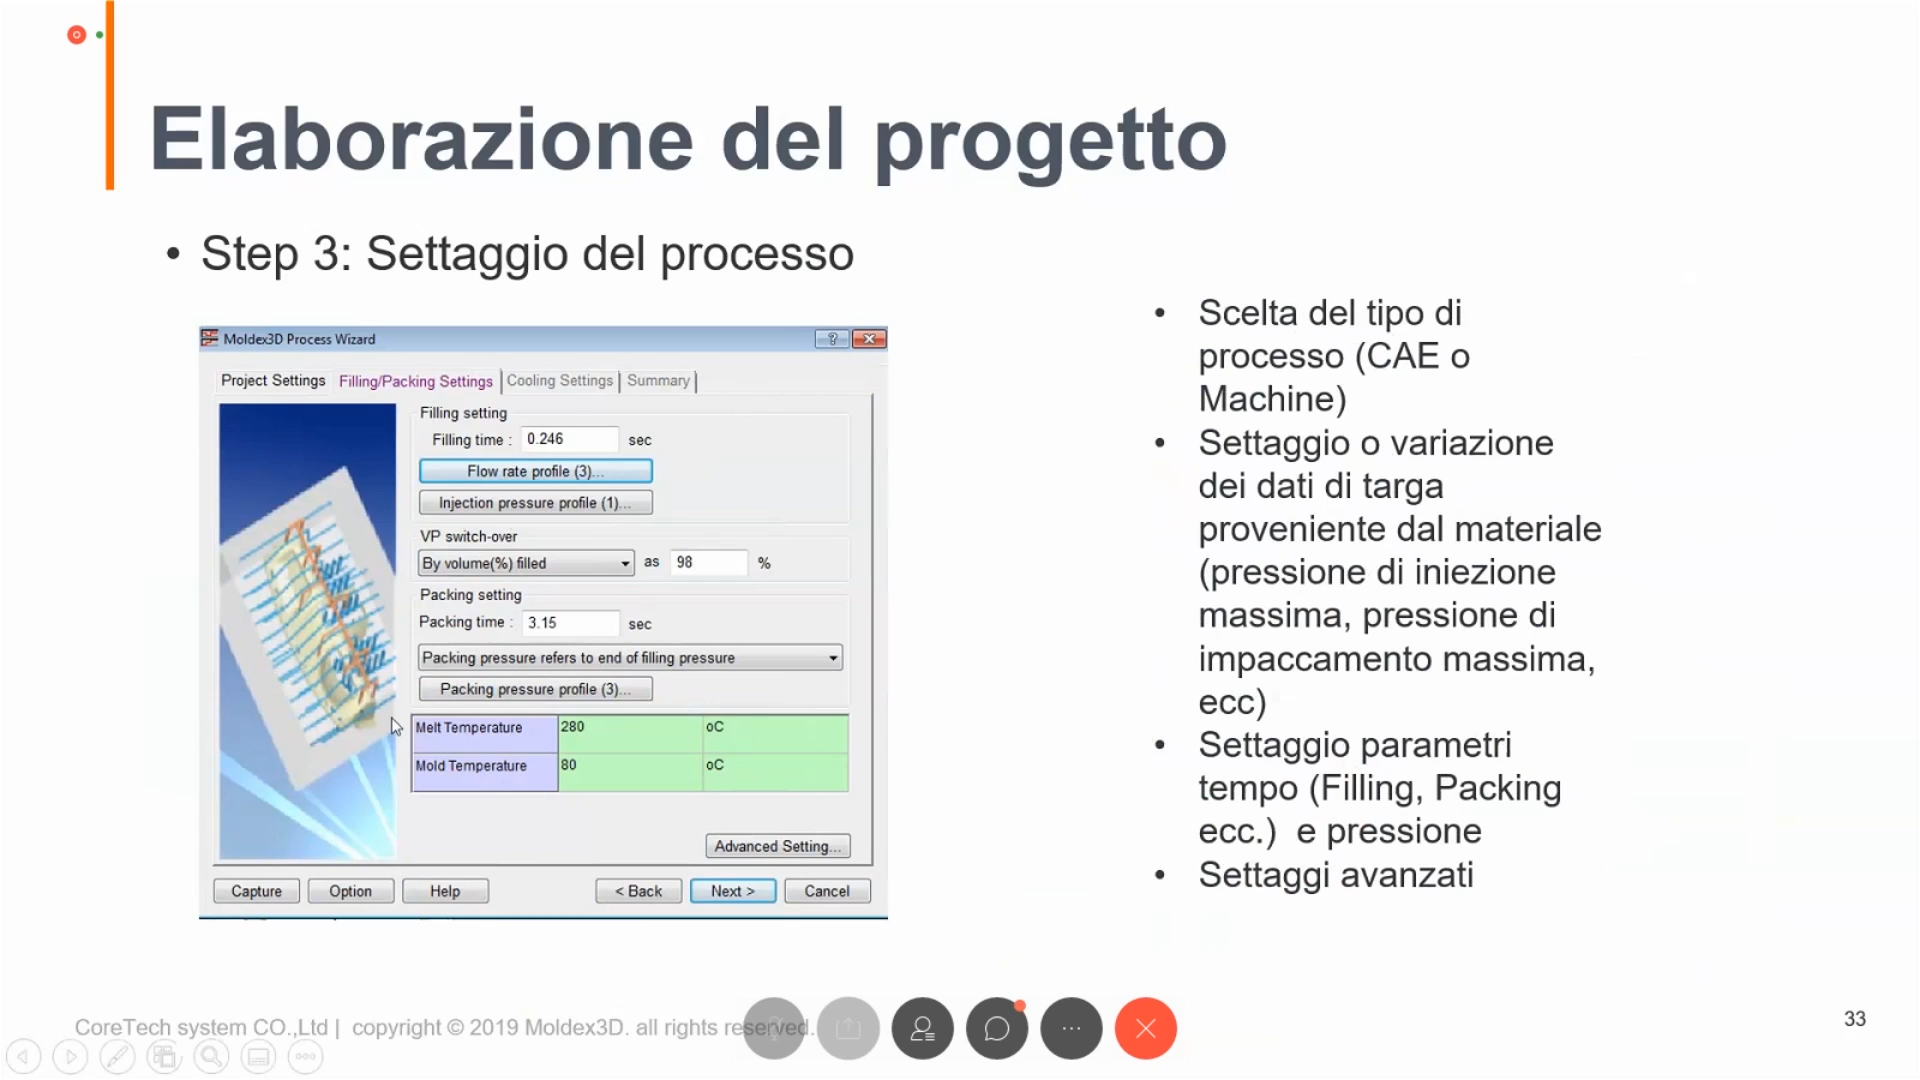 Elaborazione del progetto
• Step 3: Settaggio del processo
Moldex3D Process Wizard
Project Settings Filling/Packing Settings Cooling Settings Summary
Filling setting
Filling time : 0.246 sec
Flow rate profile (3)...
Injection pressure profile (1)...
VP switch-over
By volume(%) filled as 98 %
Packing setting
Packing time : 3.15 sec
Packing pressure refers to end of filling pressure
Packing pressure profile (3)...
Melt Temperature 280 oC
Mold Temperature 80 oC
Advanced Setting...
Capture Option Help < Back Next > Cancel
• Scelta del tipo di
processo (CAE o
Machine)
• Settaggio o variazione
dei dati di targa
proveniente dal materiale
(pressione di iniezione
massima, pressione di
impaccamento massima,
ecc)
• Settaggio parametri
tempo (Filling, Packing
ecc.) e pressione
• Settaggi avanzati
CoreTech system CO.,Ltd | copyright © 2019 Moldex3D. all rights reserved.
33